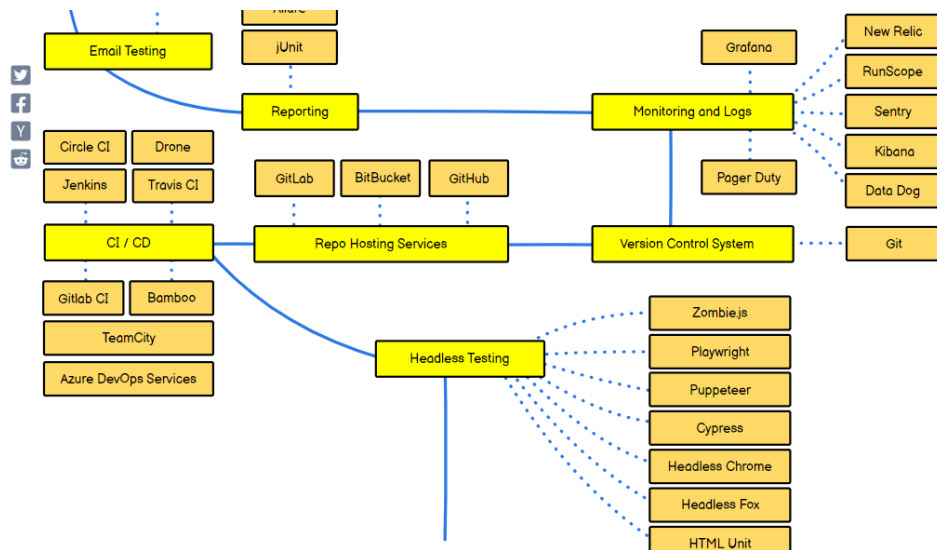 Allure
jUnit
Email Testing
Reporting
Grafana
New Relic
RunScope
Monitoring and Logs
Sentry
Kibana
Pager Duty
Data Dog
Y
Circle CI
Drone
Jenkins
Travis CI
GitLab
BitBucket
GitHub
CI / CD
Repo Hosting Services
Version Control System
Git
Gitlab CI
Bamboo
TeamCity
Azure DevOps Services
Headless Testing
Zombie.js
Playwright
Puppeteer
Cypress
Headless Chrome
Headless Fox
HTML Unit